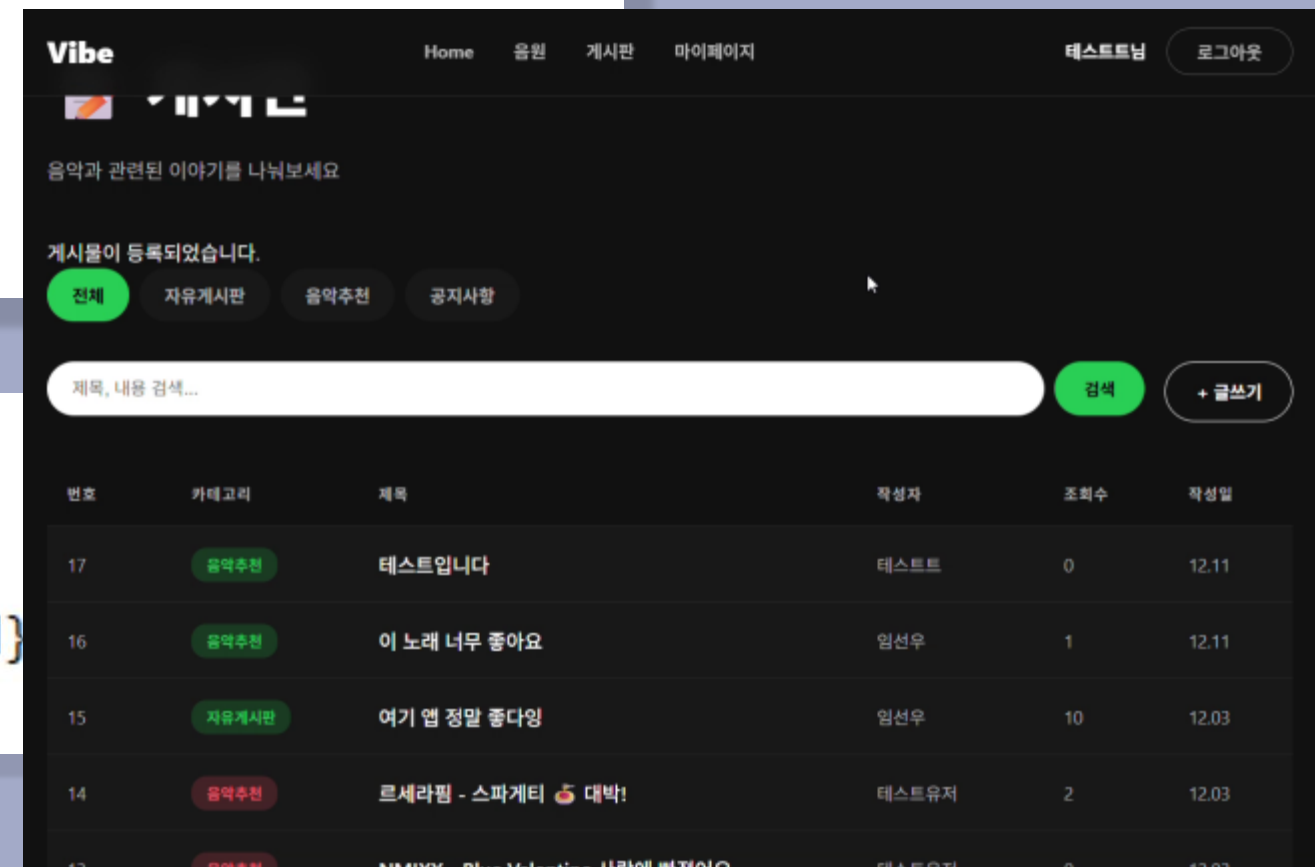 Vibe Home 음원 게시판 마이페이지 테스트트님 로그아웃
음악과 관련된 이야기를 나눠보세요
게시물이 등록되었습니다.
전체 자유게시판 음악추천 공지사항
제목, 내용 검색... 검색 + 글쓰기
번호 카테고리 제목 작성자 조회수 작성일
17 음악추천 테스트입니다 테스트트 0 12.11
16 음악추천 이 노래 너무 좋아요 임선우 1 12.11
}
15 자유게시판 여기 앱 정말 좋다잉 임선우 10 12.03
14 음악추천 르세라핌 - 스파게티 🍝 대박! 테스트유저 2 12.03